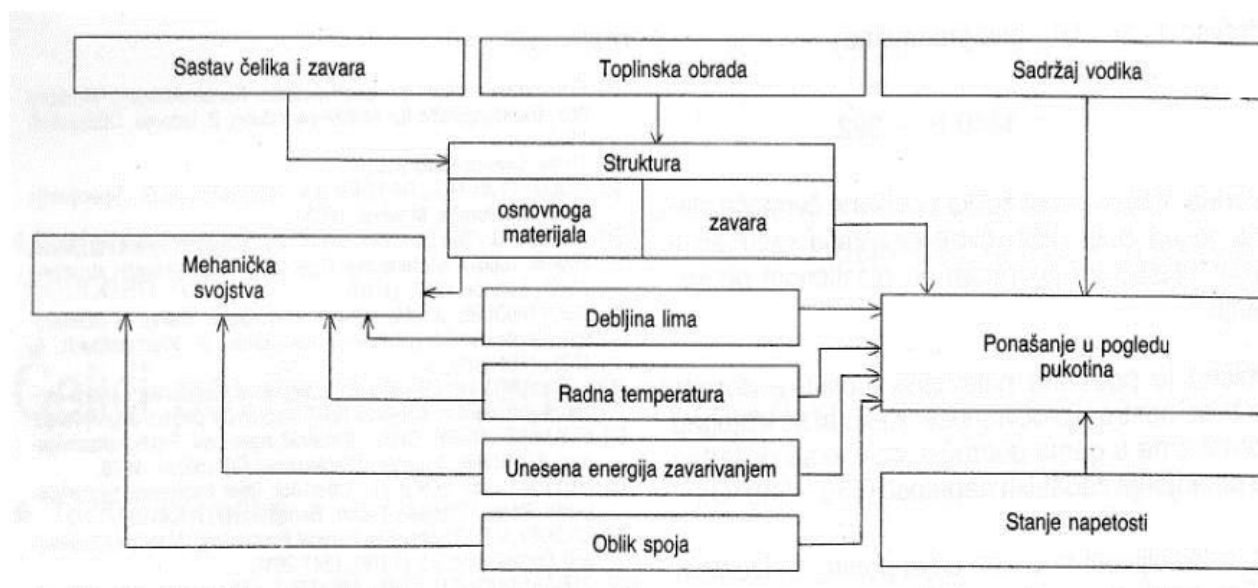 Sastav čelika i zavara
Toplinska obrada
Sadržaj vodika
Struktura
osnovnoga
materijala
zavara
Mehanička
svojstva
Debljina lima
Radna temperatura
Unesena energija zavarivanjem
Oblik spoja
Ponašanje u pogledu
pukotina
Stanje napetosti